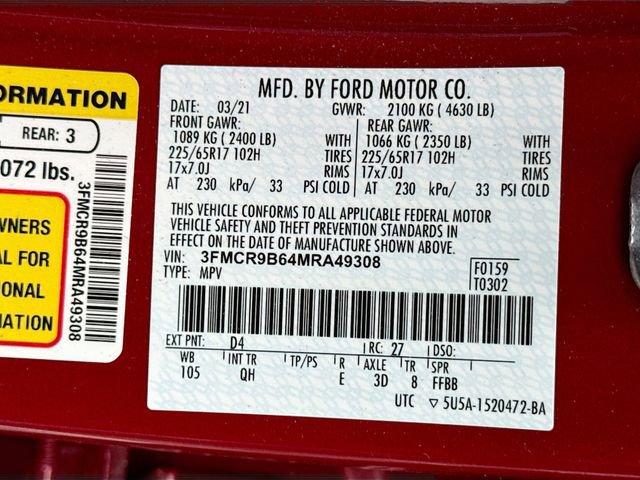 ORMATION
REAR: 3
072 lbs.
WNERS
AL FOR
ONAL
MATION
3FMCR9B64MRA49308
MFD. BY FORD MOTOR CO.
DATE: 03/21 GVWR: 2100 KG ( 4630 LB)
FRONT GAWR: REAR GAWR:
1089 KG ( 2400 LB) WITH 1066 KG ( 2350 LB) WITH
225/65R17 102H TIRES 225/65R17 102H TIRES
17x7.0J RIMS 17x7.0J RIMS
AT 230 kPa/ 33 PSI COLD AT 230 kPa/ 33 PSI COLD
THIS VEHICLE CONFORMS TO ALL APPLICABLE FEDERAL MOTOR
VEHICLE SAFETY AND THEFT PREVENTION STANDARDS IN
EFFECT ON THE DATE OF MANUFACTURE SHOWN ABOVE.
VIN: 3FMCR9B64MRA49308 F0159
TYPE: MPV T0302
EXT PNT: D4 RC: 27 DSO:
WB INT TR TP/PS R AXLE TR SPR
105 QH E 3D 8 FFBB
UTC ▽ 5U5A-1520472-BA